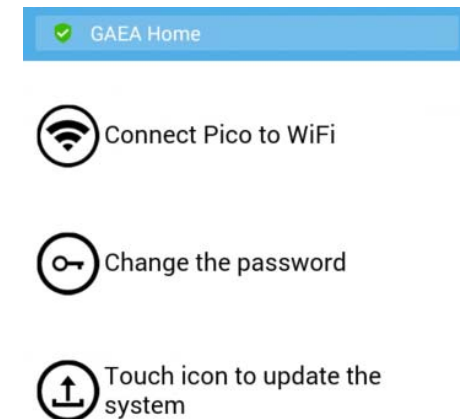 GAEA Home
Connect Pico to WiFi
Change the password
Touch icon to update the
system